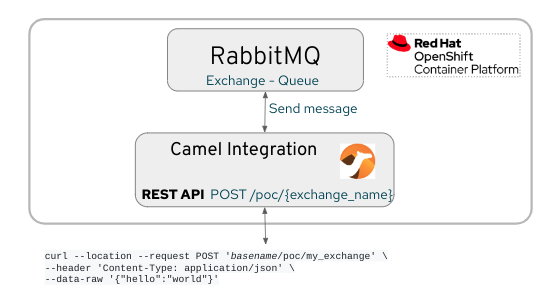 RabbitMQ
Exchange - Queue
Red Hat
OpenShift
Container Platform
Send message
Camel Integration
REST API POST /poc/{exchange_name}
curl --location --request POST 'basename/poc/my_exchange' \
--header 'Content-Type: application/json' \
--data-raw '{"hello":"world"}'